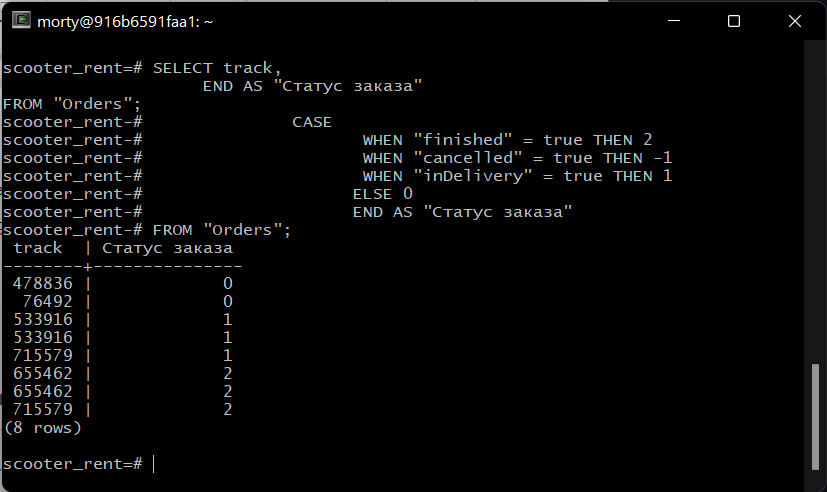 morty@916b6591faa1: ~
scooter_rent=# SELECT track,
                    END AS "Статус заказа"
FROM "Orders";
scooter_rent-#               CASE
scooter_rent-#                      WHEN "finished" = true THEN 2
scooter_rent-#                      WHEN "cancelled" = true THEN -1
scooter_rent-#                      WHEN "inDelivery" = true THEN 1
scooter_rent-#                     ELSE 0
scooter_rent-#                     END AS "Статус заказа"
scooter_rent-# FROM "Orders";
 track  | Статус заказа
--------+---------------
 478836 |             0
  76492 |             0
 533916 |             1
 533916 |             1
 715579 |             1
 655462 |             2
 655462 |             2
 715579 |             2
(8 rows)
scooter_rent=#